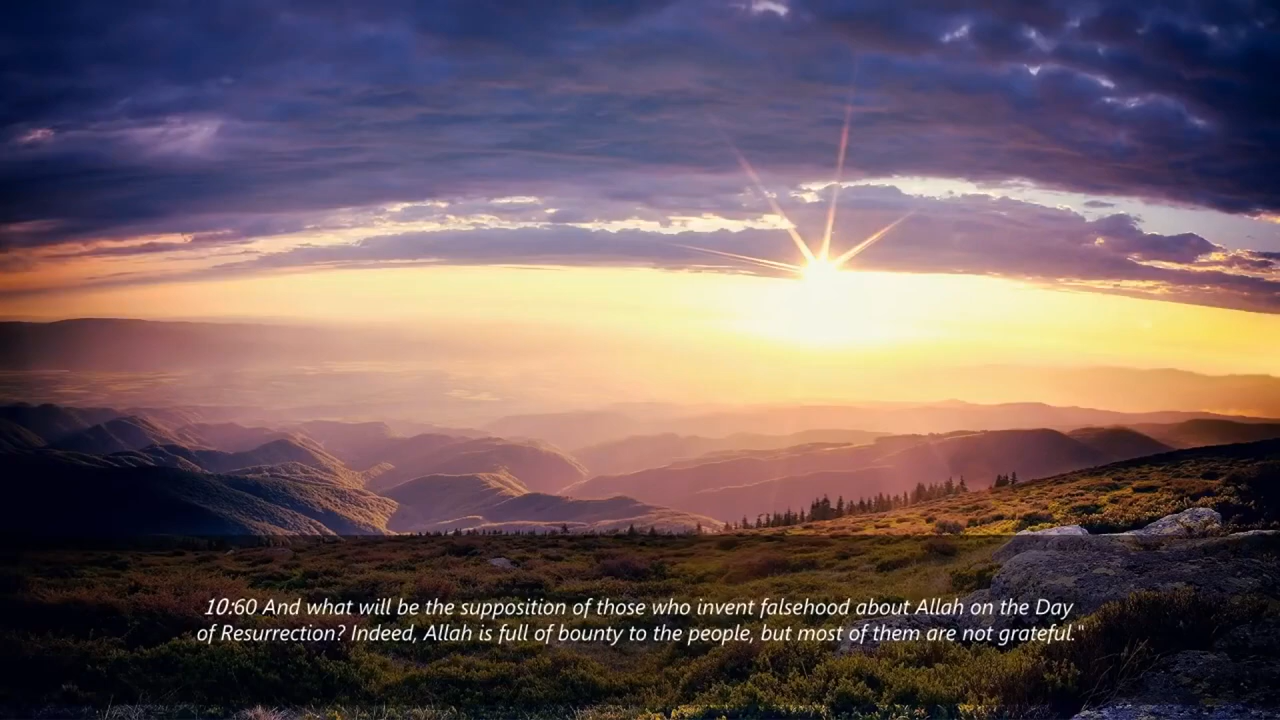 10:60 And what will be the supposition of those who invent falsehood about Allah on the Day
of Resurrection? Indeed, Allah is full of bounty to the people, but most of them are not grateful."